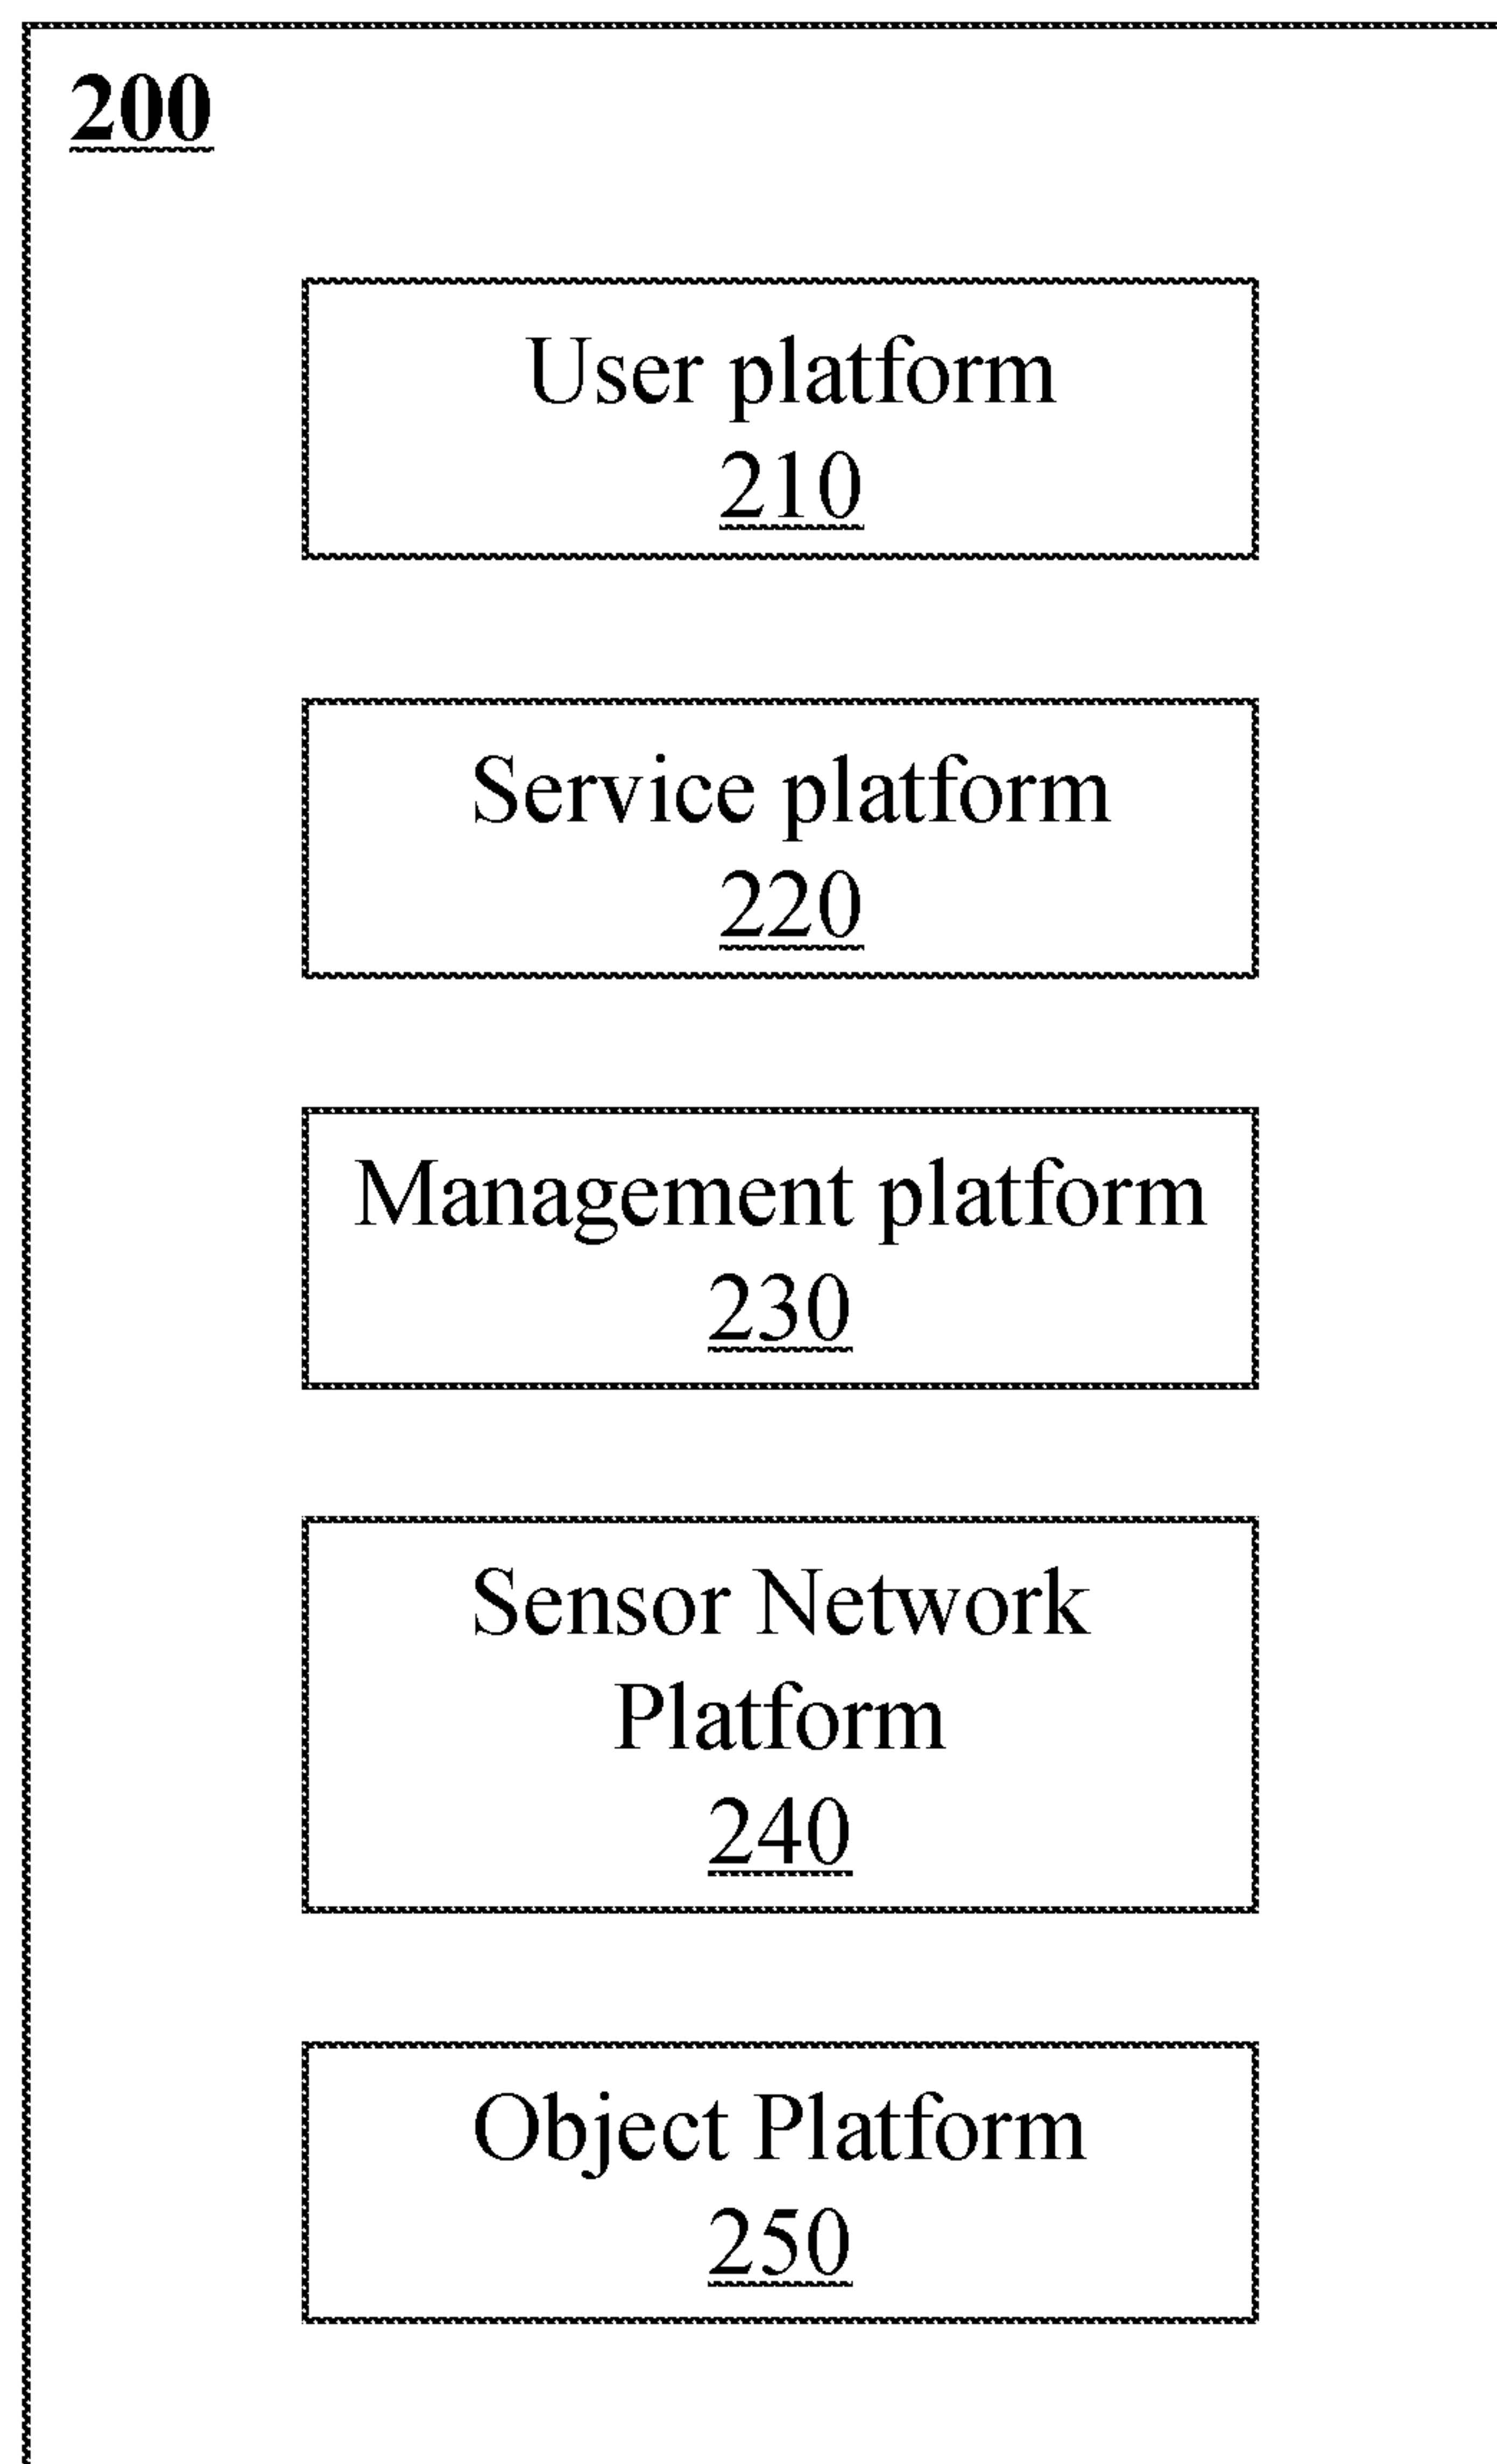 200
User platform
210
Service platform
220
Management platform
230
Sensor Network
Platform
240
Object Platform
250